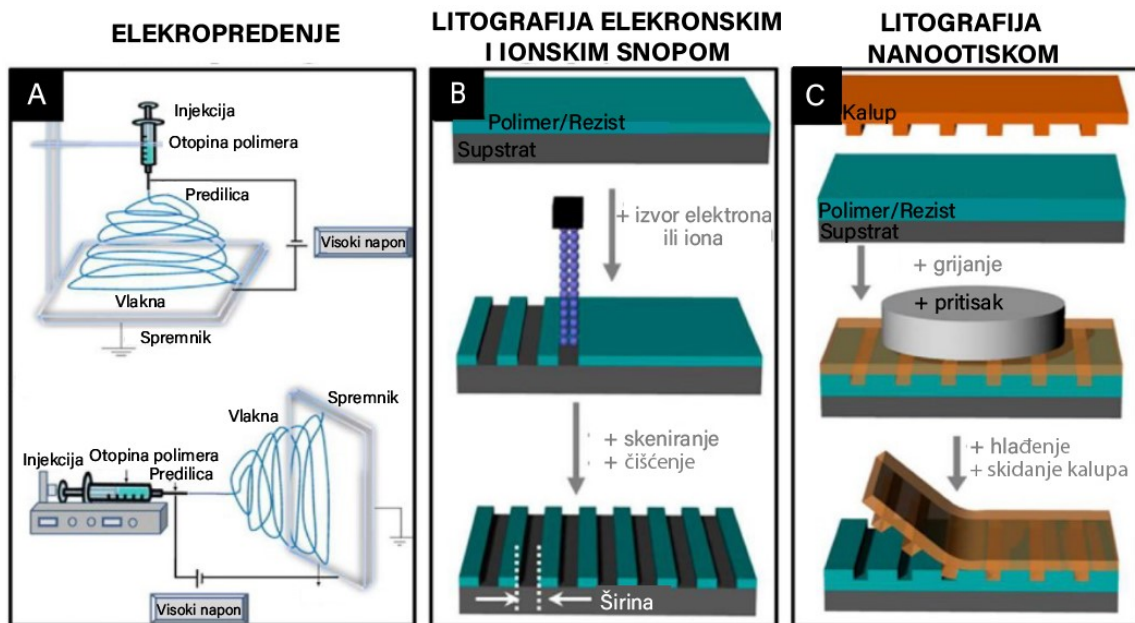 ELEKROPREDENJE
LITOGRAFIJA ELEKRONSKIM
I IONSKIM SNOPOM
LITOGRAFIJA
NANOOTISKOM
A
Injekcija
Otopina polimera
Predilica
Visoki napon
Vlakna
Spremnik
Spremnik
Vlakna
Injekcija
Otopina polimera
Predilica
Visoki napon
B
Polimer/Rezist
Supstrat
+ izvor elektrona
ili iona
+ skeniranje
+ čišćenje
Širina
C
Kalup
Polimer/Rezist
Supstrat
+ grijanje
+ pritisak
+ hlađenje
+ skidanje kalupa